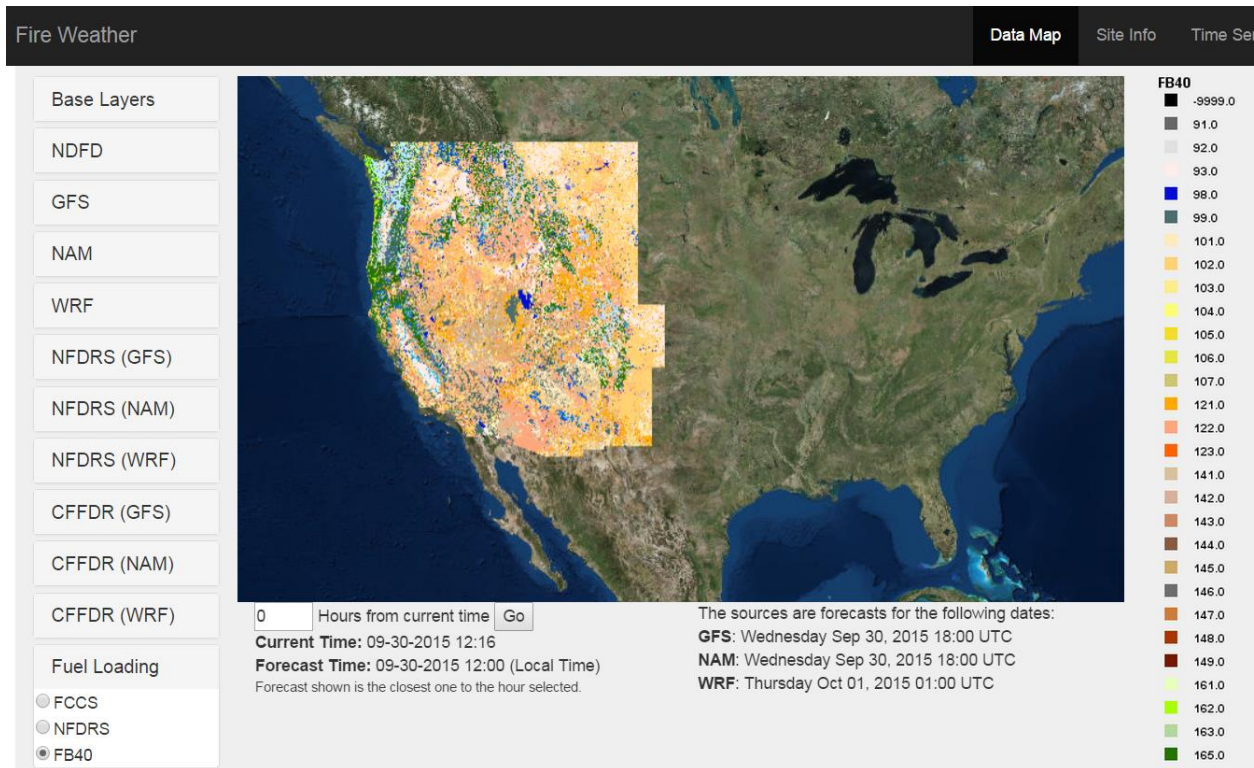 Fire Weather
Data Map
Site Info
Time Ser
Base Layers
NDFD
GFS
NAM
WRF
NFDRS (GFS)
NFDRS (NAM)
NFDRS (WRF)
CFFDR (GFS)
CFFDR (NAM)
CFFDR (WRF)
Fuel Loading
FCCS
NFDRS
FB40
0 Hours from current time Go
Current Time: 09-30-2015 12:16
Forecast Time: 09-30-2015 12:00 (Local Time)
Forecast shown is the closest one to the hour selected.
The sources are forecasts for the following dates:
GFS: Wednesday Sep 30, 2015 18:00 UTC
NAM: Wednesday Sep 30, 2015 18:00 UTC
WRF: Thursday Oct 01, 2015 01:00 UTC
FB40
-9999.0
91.0
92.0
93.0
98.0
99.0
101.0
102.0
103.0
104.0
105.0
106.0
107.0
121.0
122.0
123.0
141.0
142.0
143.0
144.0
145.0
146.0
147.0
148.0
149.0
161.0
162.0
163.0
165.0